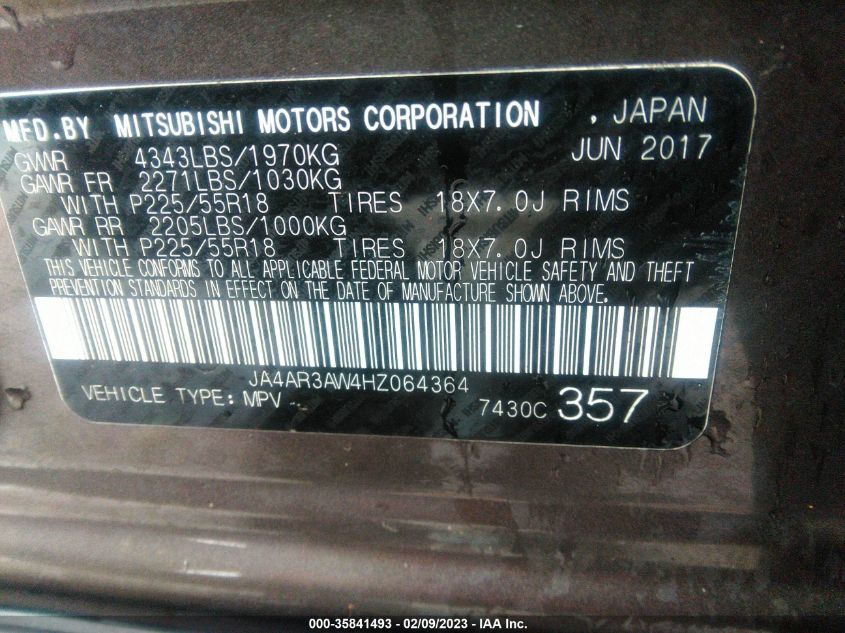 MFD.BY MITSUBISHI MOTORS CORPORATION , JAPAN
GVWR 4343LBS/1970KG JUN 2017
GAWR FR 2271LBS/1030KG
WITH P225/55R18 TIRES 18X7.0J RIMS
GAWR RR 2205LBS/1000KG
WITH P225/55R18 TIRES 18X7.0J RIMS
THIS VEHICLE CONFORMS TO ALL APPLICABLE FEDERAL MOTOR VEHICLE SAFETY AND THEFT
PREVENTION STANDARDS IN EFFECT ON THE DATE OF MANUFACTURE SHOWN ABOVE.
JA4AR3AW4HZ064364
VEHICLE TYPE: MPV 7430C 357
000-35841493 - 02/09/2023 - IAA Inc.